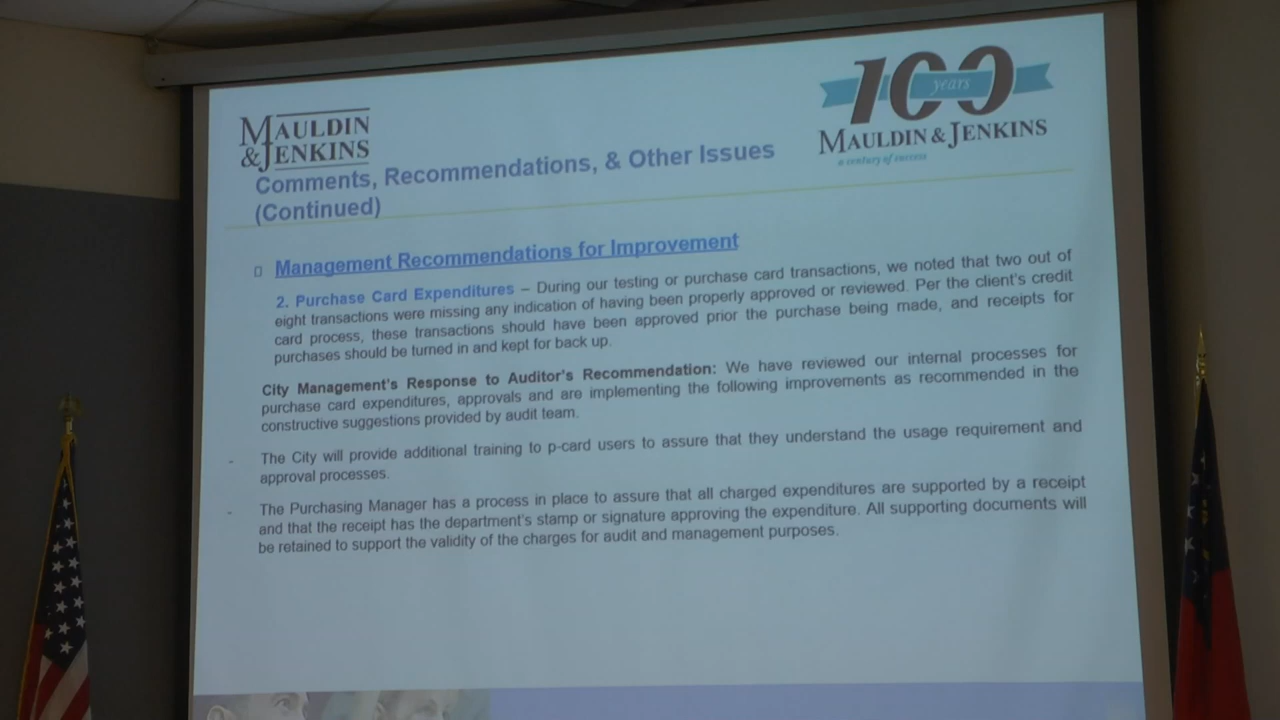 MAULDIN
& JENKINS
100
years
MAULDIN & JENKINS
a century of success
Comments, Recommendations, & Other Issues
(Continued)
Management Recommendations for Improvement
2. Purchase Card Expenditures – During our testing or purchase card transactions, we noted that two out of
eight transactions were missing any indication of having been properly approved or reviewed. Per the client's credit
card process, these transactions should have been approved prior the purchase being made, and receipts for
purchases should be turned in and kept for back up.
City Management's Response to Auditor's Recommendation: We have reviewed our internal processes for
purchase card expenditures, approvals and are implementing the following improvements as recommended in the
constructive suggestions provided by audit team.
- The City will provide additional training to p-card users to assure that they understand the usage requirement and
approval processes.
- The Purchasing Manager has a process in place to assure that all charged expenditures are supported by a receipt
and that the receipt has the department's stamp or signature approving the expenditure. All supporting documents will
be retained to support the validity of the charges for audit and management purposes.